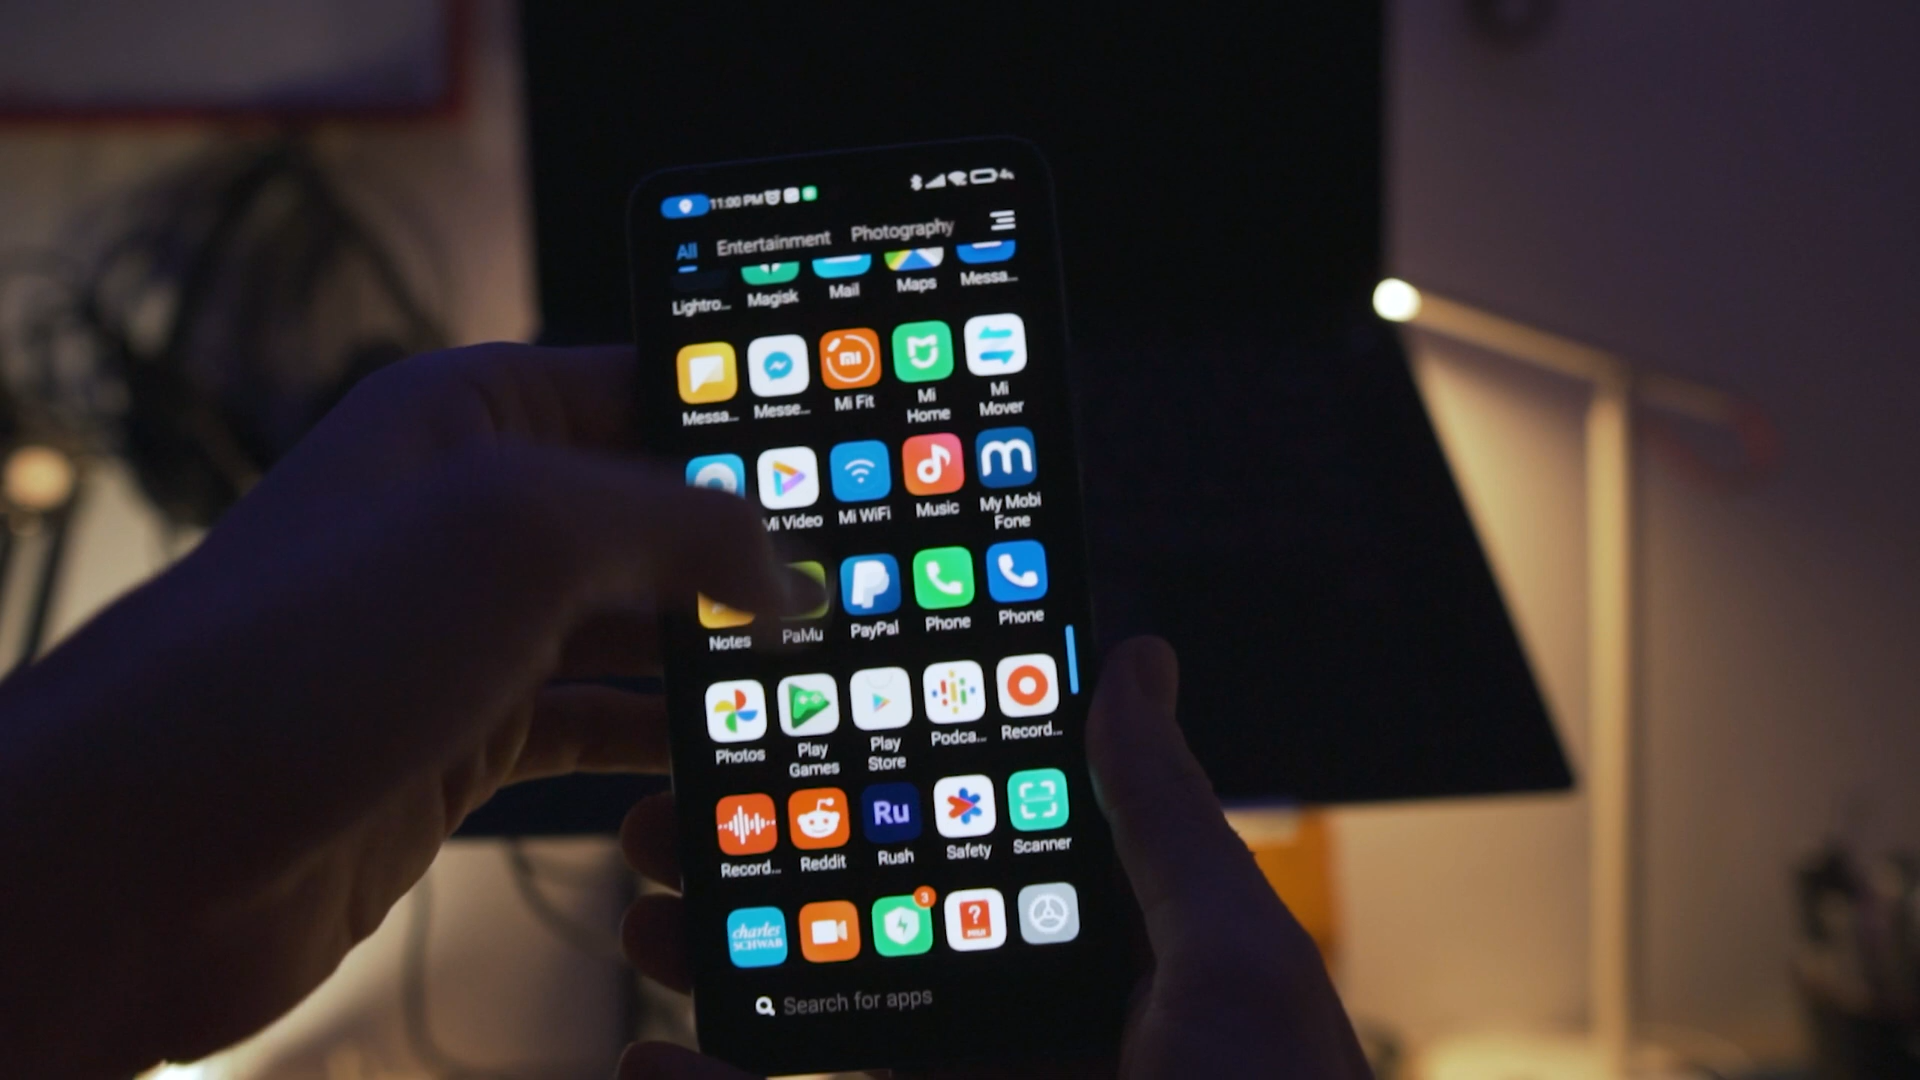 11:00 PM
All Entertainment Photography
Lightro... Magisk Mail Maps Messa...
mi
Messa... Messe... Mi Fit Mi Home Mi Mover
m
Mi Video Mi WiFi Music My Mobi Fone
Notes PaMu PayPal Phone Phone
Photos Play Games Play Store Podca... Record...
Ru
Record... Reddit Rush Safety Scanner
charles SCHWAB 3 ?
Search for apps